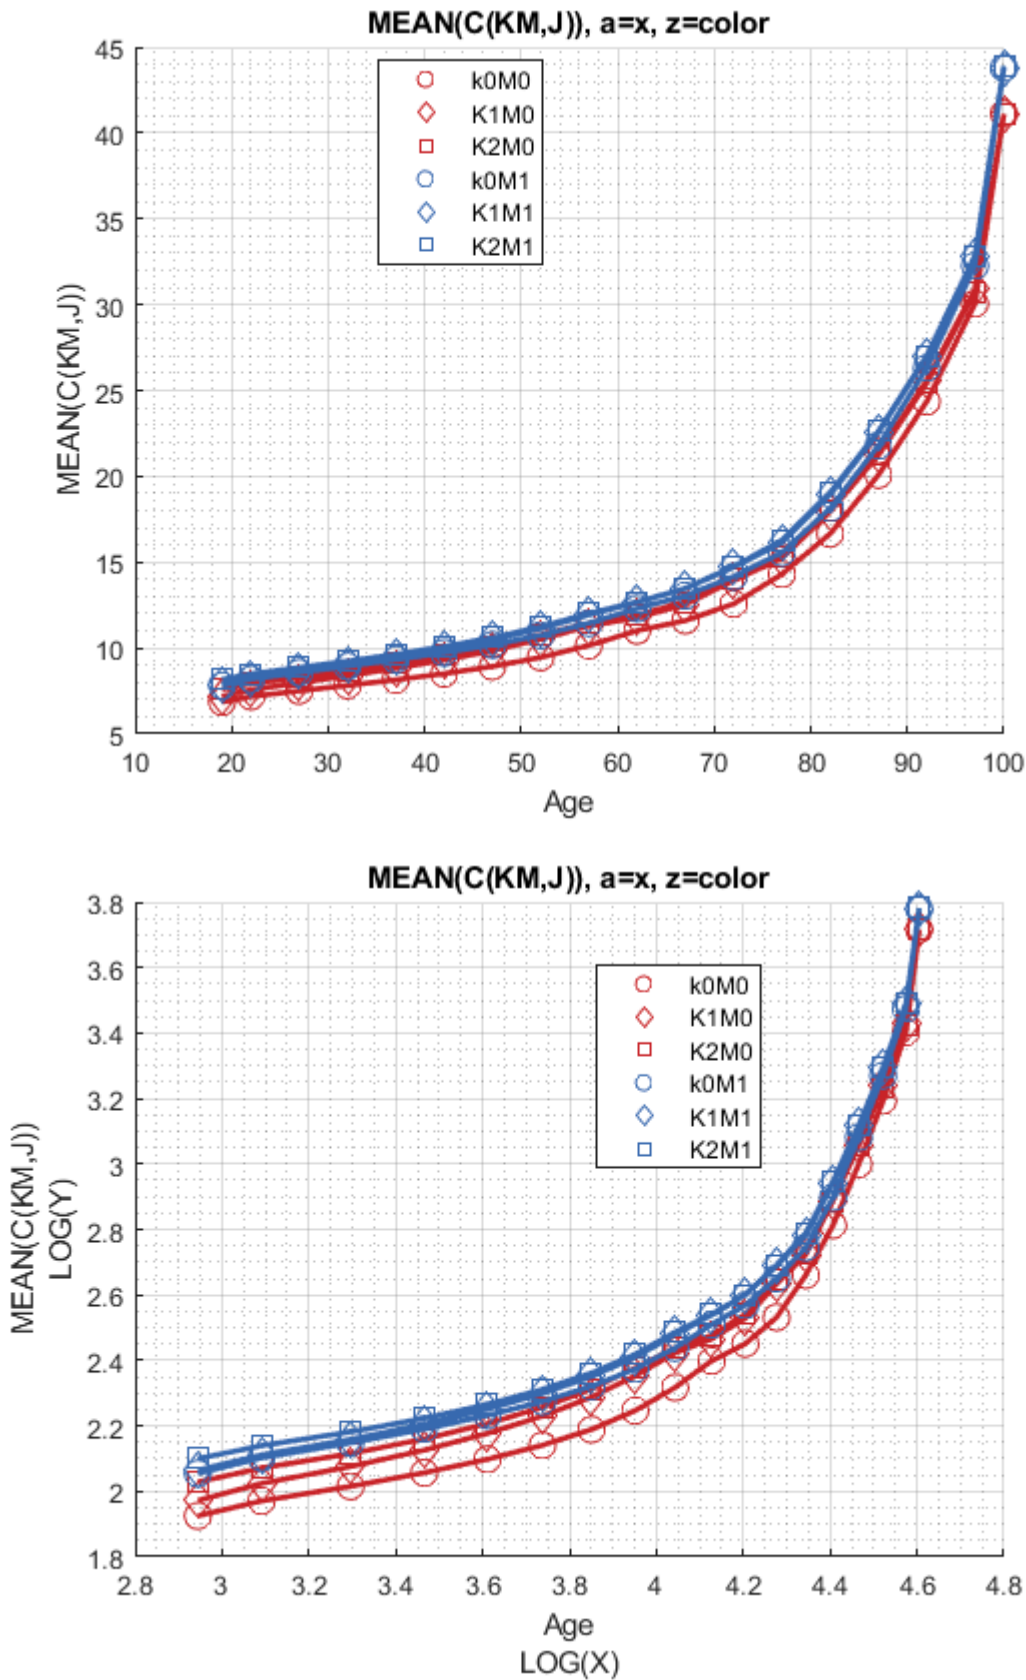 MEAN(C(KM,J)), a=x, z=color
45
40
35
30
25
20
15
10
5
MEAN(C(KM,J))
k0M0
K1M0
K2M0
k0M1
K1M1
K2M1
10 20 30 40 50 60 70 80 90 100
Age
MEAN(C(KM,J)), a=x, z=color
3.8
3.6
3.4
3.2
3
2.8
2.6
2.4
2.2
2
1.8
MEAN(C(KM,J))
LOG(Y)
k0M0
K1M0
K2M0
k0M1
K1M1
K2M1
2.8 3 3.2 3.4 3.6 3.8 4 4.2 4.4 4.6 4.8
Age
LOG(X)